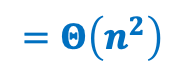 = Θ(n²)